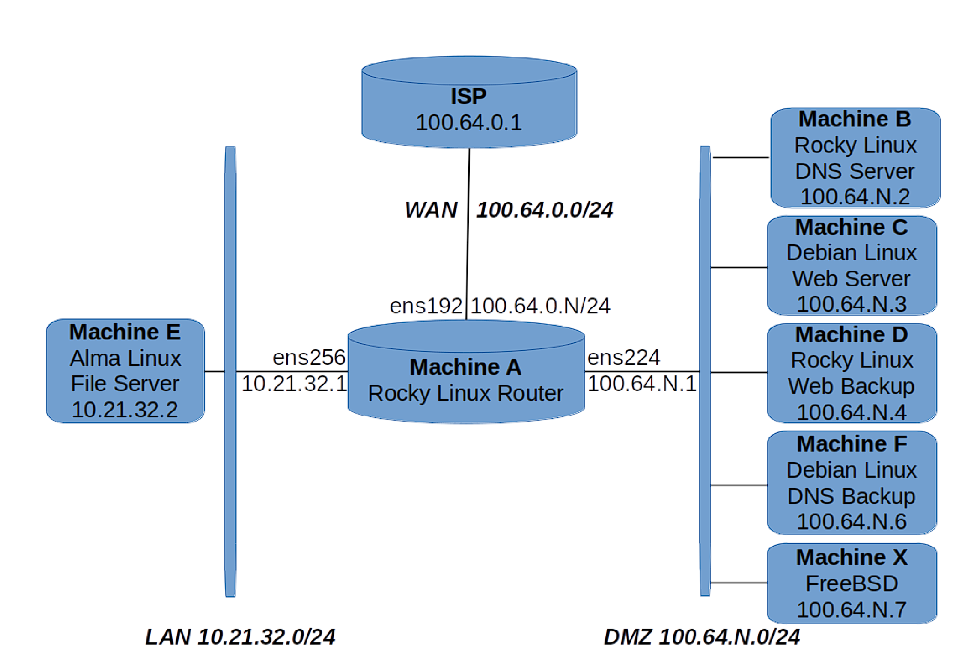 ISP
100.64.0.1
WAN 100.64.0.0/24
ens192 100.64.0.N/24
Machine A
Rocky Linux Router
ens256
10.21.32.1
ens224
100.64.N.1
Machine E
Alma Linux
File Server
10.21.32.2
Machine B
Rocky Linux
DNS Server
100.64.N.2
Machine C
Debian Linux
Web Server
100.64.N.3
Machine D
Rocky Linux
Web Backup
100.64.N.4
Machine F
Debian Linux
DNS Backup
100.64.N.6
Machine X
FreeBSD
100.64.N.7
LAN 10.21.32.0/24
DMZ 100.64.N.0/24